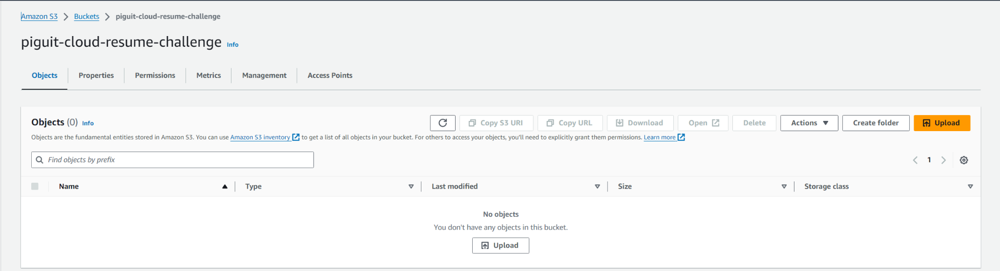 Amazon S3 > Buckets > piguit-cloud-resume-challenge
piguit-cloud-resume-challenge Info
Objects Properties Permissions Metrics Management Access Points
Objects (0) Info Copy S3 URI Copy URL Download Open Delete Actions Create folder Upload
Objects are the fundamental entities stored in Amazon S3. You can use Amazon S3 inventory to get a list of all objects in your bucket. For others to access your objects, you'll need to explicitly grant them permissions. Learn more
Find objects by prefix < 1 >
Name Type Last modified Size Storage class
No objects
You don't have any objects in this bucket.
Upload